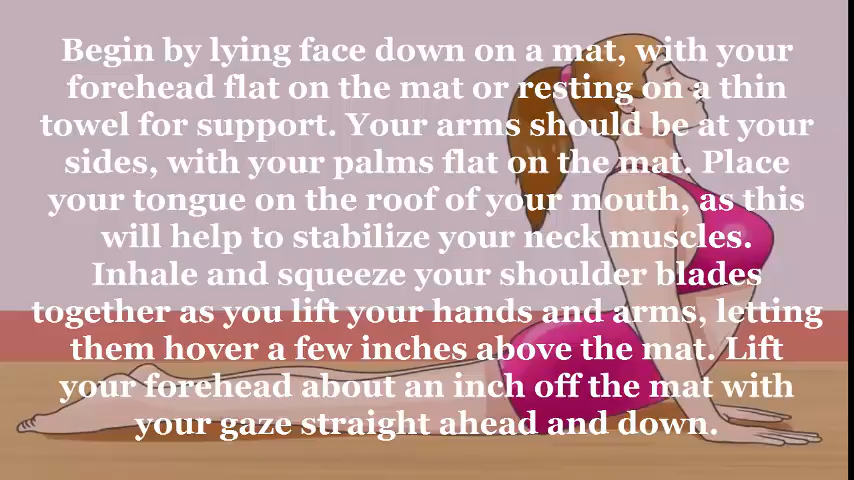 Begin by lying face down on a mat, with your
forehead flat on the mat or resting on a thin
towel for support. Your arms should be at your
sides, with your palms flat on the mat. Place
your tongue on the roof of your mouth, as this
will help to stabilize your neck muscles.
Inhale and squeeze your shoulder blades
together as you lift your hands and arms, letting
them hover a few inches above the mat. Lift
your forehead about an inch off the mat with
your gaze straight ahead and down.